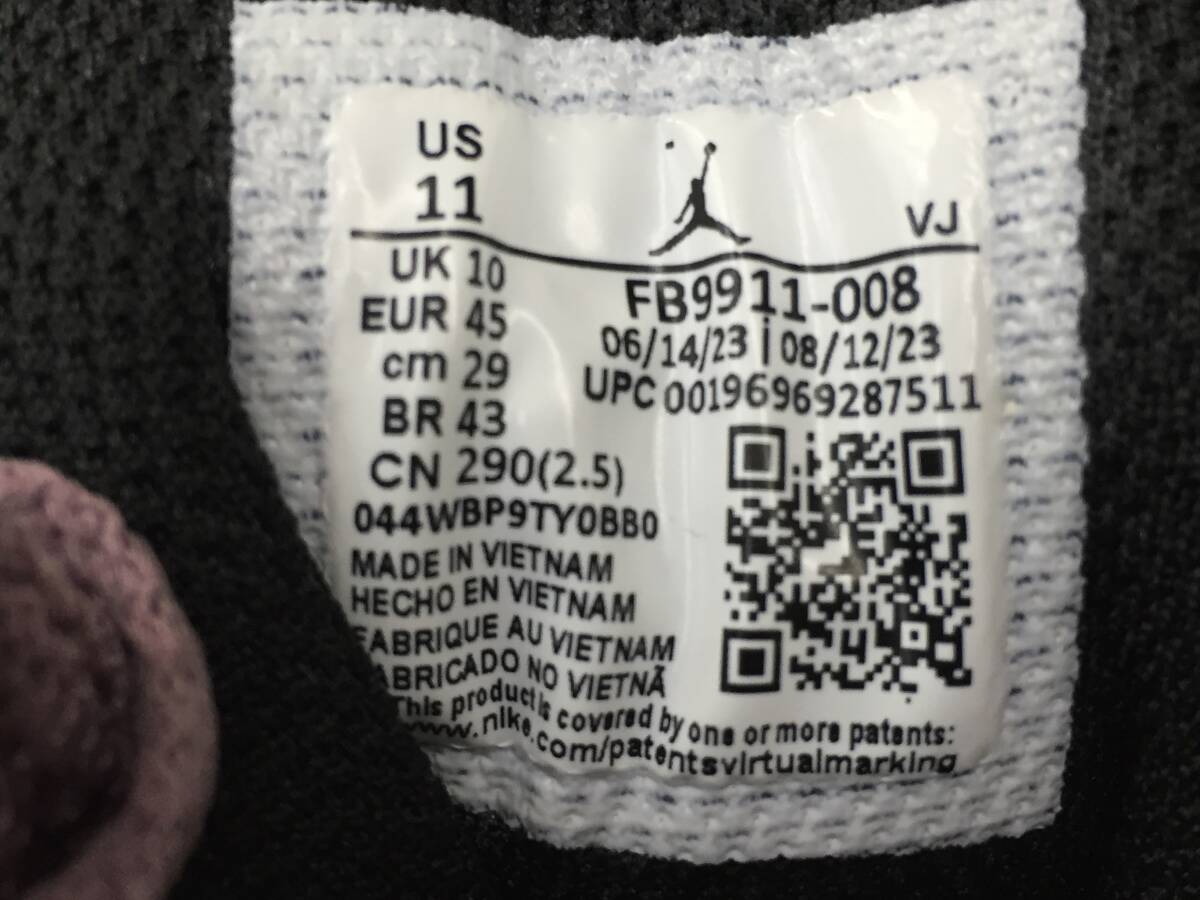 US
11
VJ
UK 10
EUR 45
cm 29
BR 43
CN 290(2.5)
FB9911-008
06/14/23 | 08/12/23
UPC 00196969287511
044WBP9TY0BB0
MADE IN VIETNAM
HECHO EN VIETNAM
FABRIQUE AU VIETNAM
FABRICADO NO VIETNÃ
This product is covered by one or more patents:
www.nike.com/patentsvirtualmarking